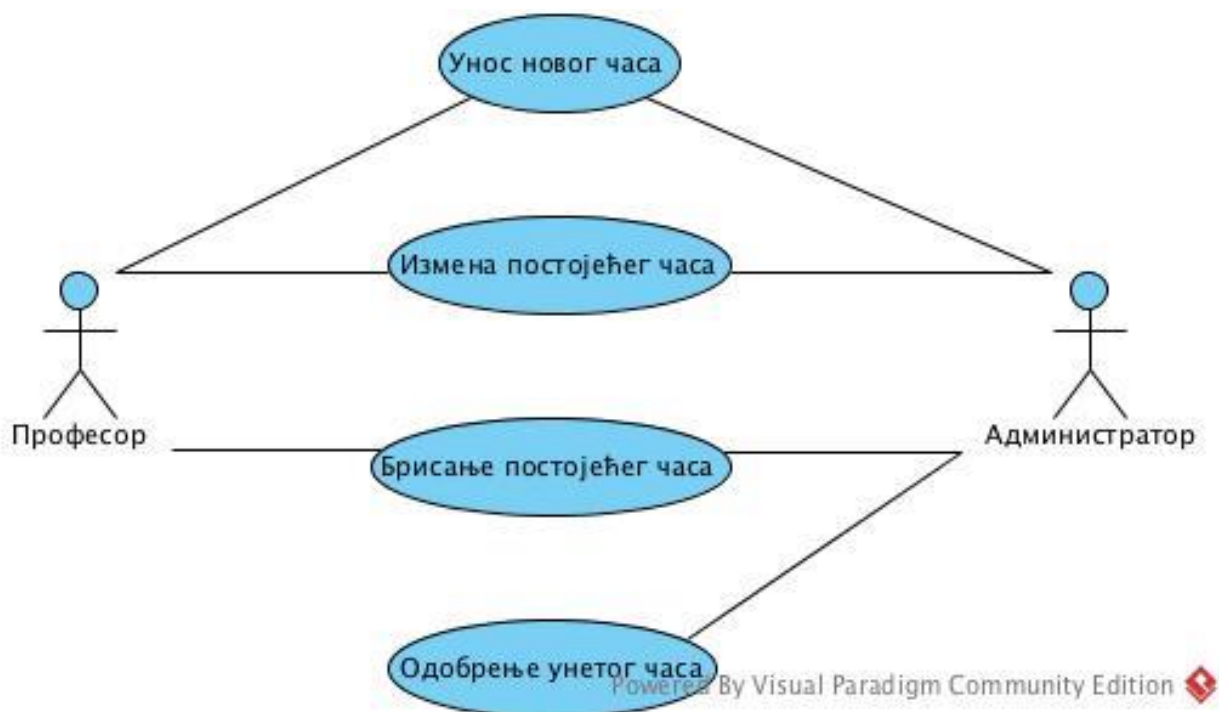 Унос новог часа
Измена постојећег часа
Професор
Администратор
Брисање постојећег часа
Одобрење унетог часа
Powered By Visual Paradigm Community Edition